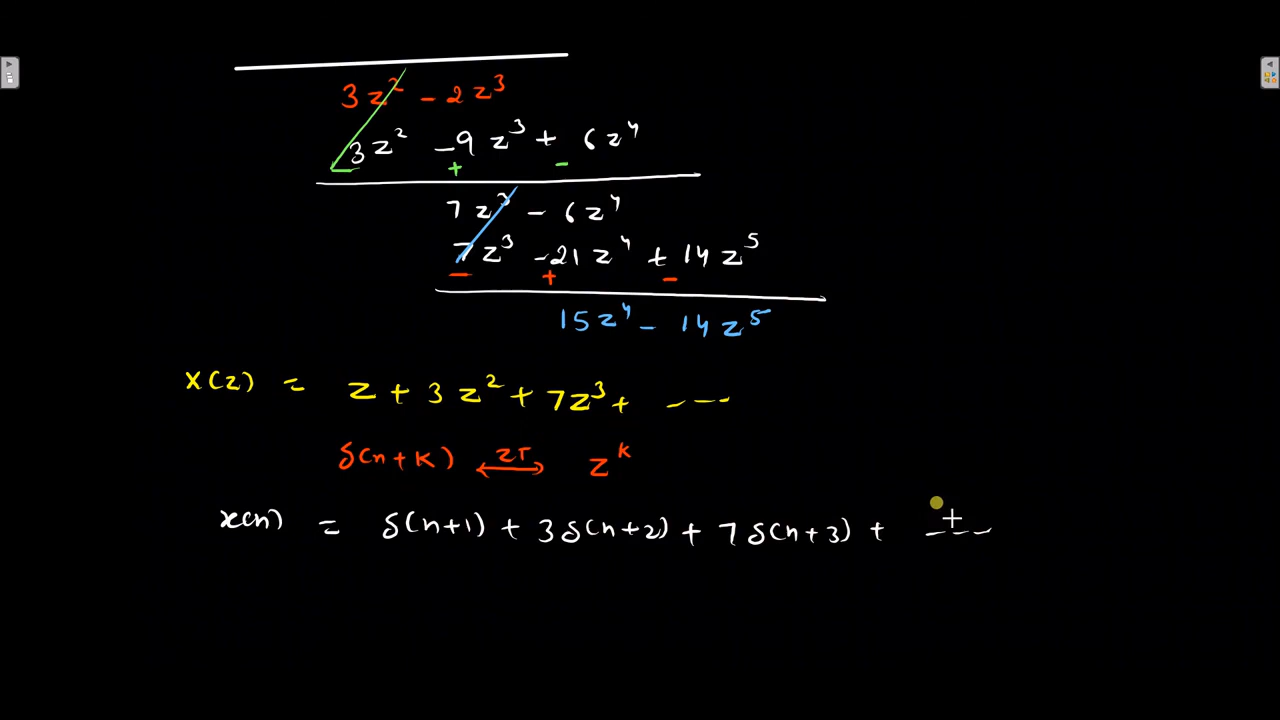 3z² - 2z³
3z² - 9z³ + 6z⁴
- + -
7z³ - 6z⁴
7z³ - 21z⁴ + 14z⁵
- + -
15z⁴ - 14z⁵
X(z) = z + 3z² + 7z³ + ----
δ(n+k) ⟷ ZT z^k
x(n) = δ(n+1) + 3δ(n+2) + 7δ(n+3) + ---